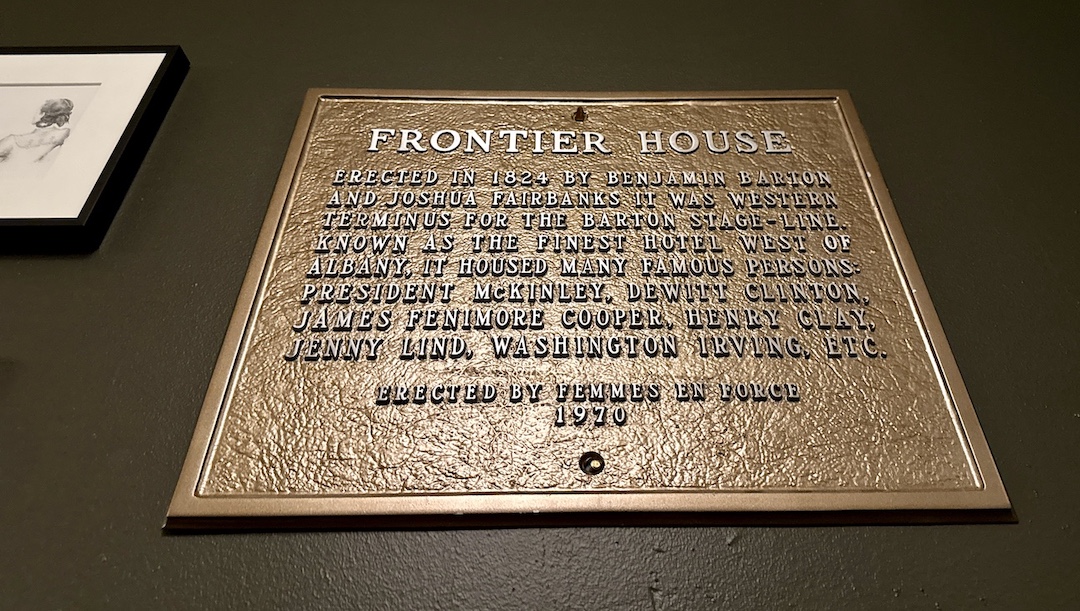 FRONTIER HOUSE
ERECTED IN 1824 BY BENJAMIN BARTON
AND JOSHUA FAIRBANKS IT WAS WESTERN
TERMINUS FOR THE BARTON STAGE-LINE.
KNOWN AS THE FINEST HOTEL WEST OF
ALBANY, IT HOUSED MANY FAMOUS PERSONS:
PRESIDENT McKINLEY, DEWITT CLINTON,
JAMES FENIMORE COOPER, HENRY CLAY,
JENNY LIND, WASHINGTON IRVING, ETC.
ERECTED BY FEMMES EN FORCE
1970